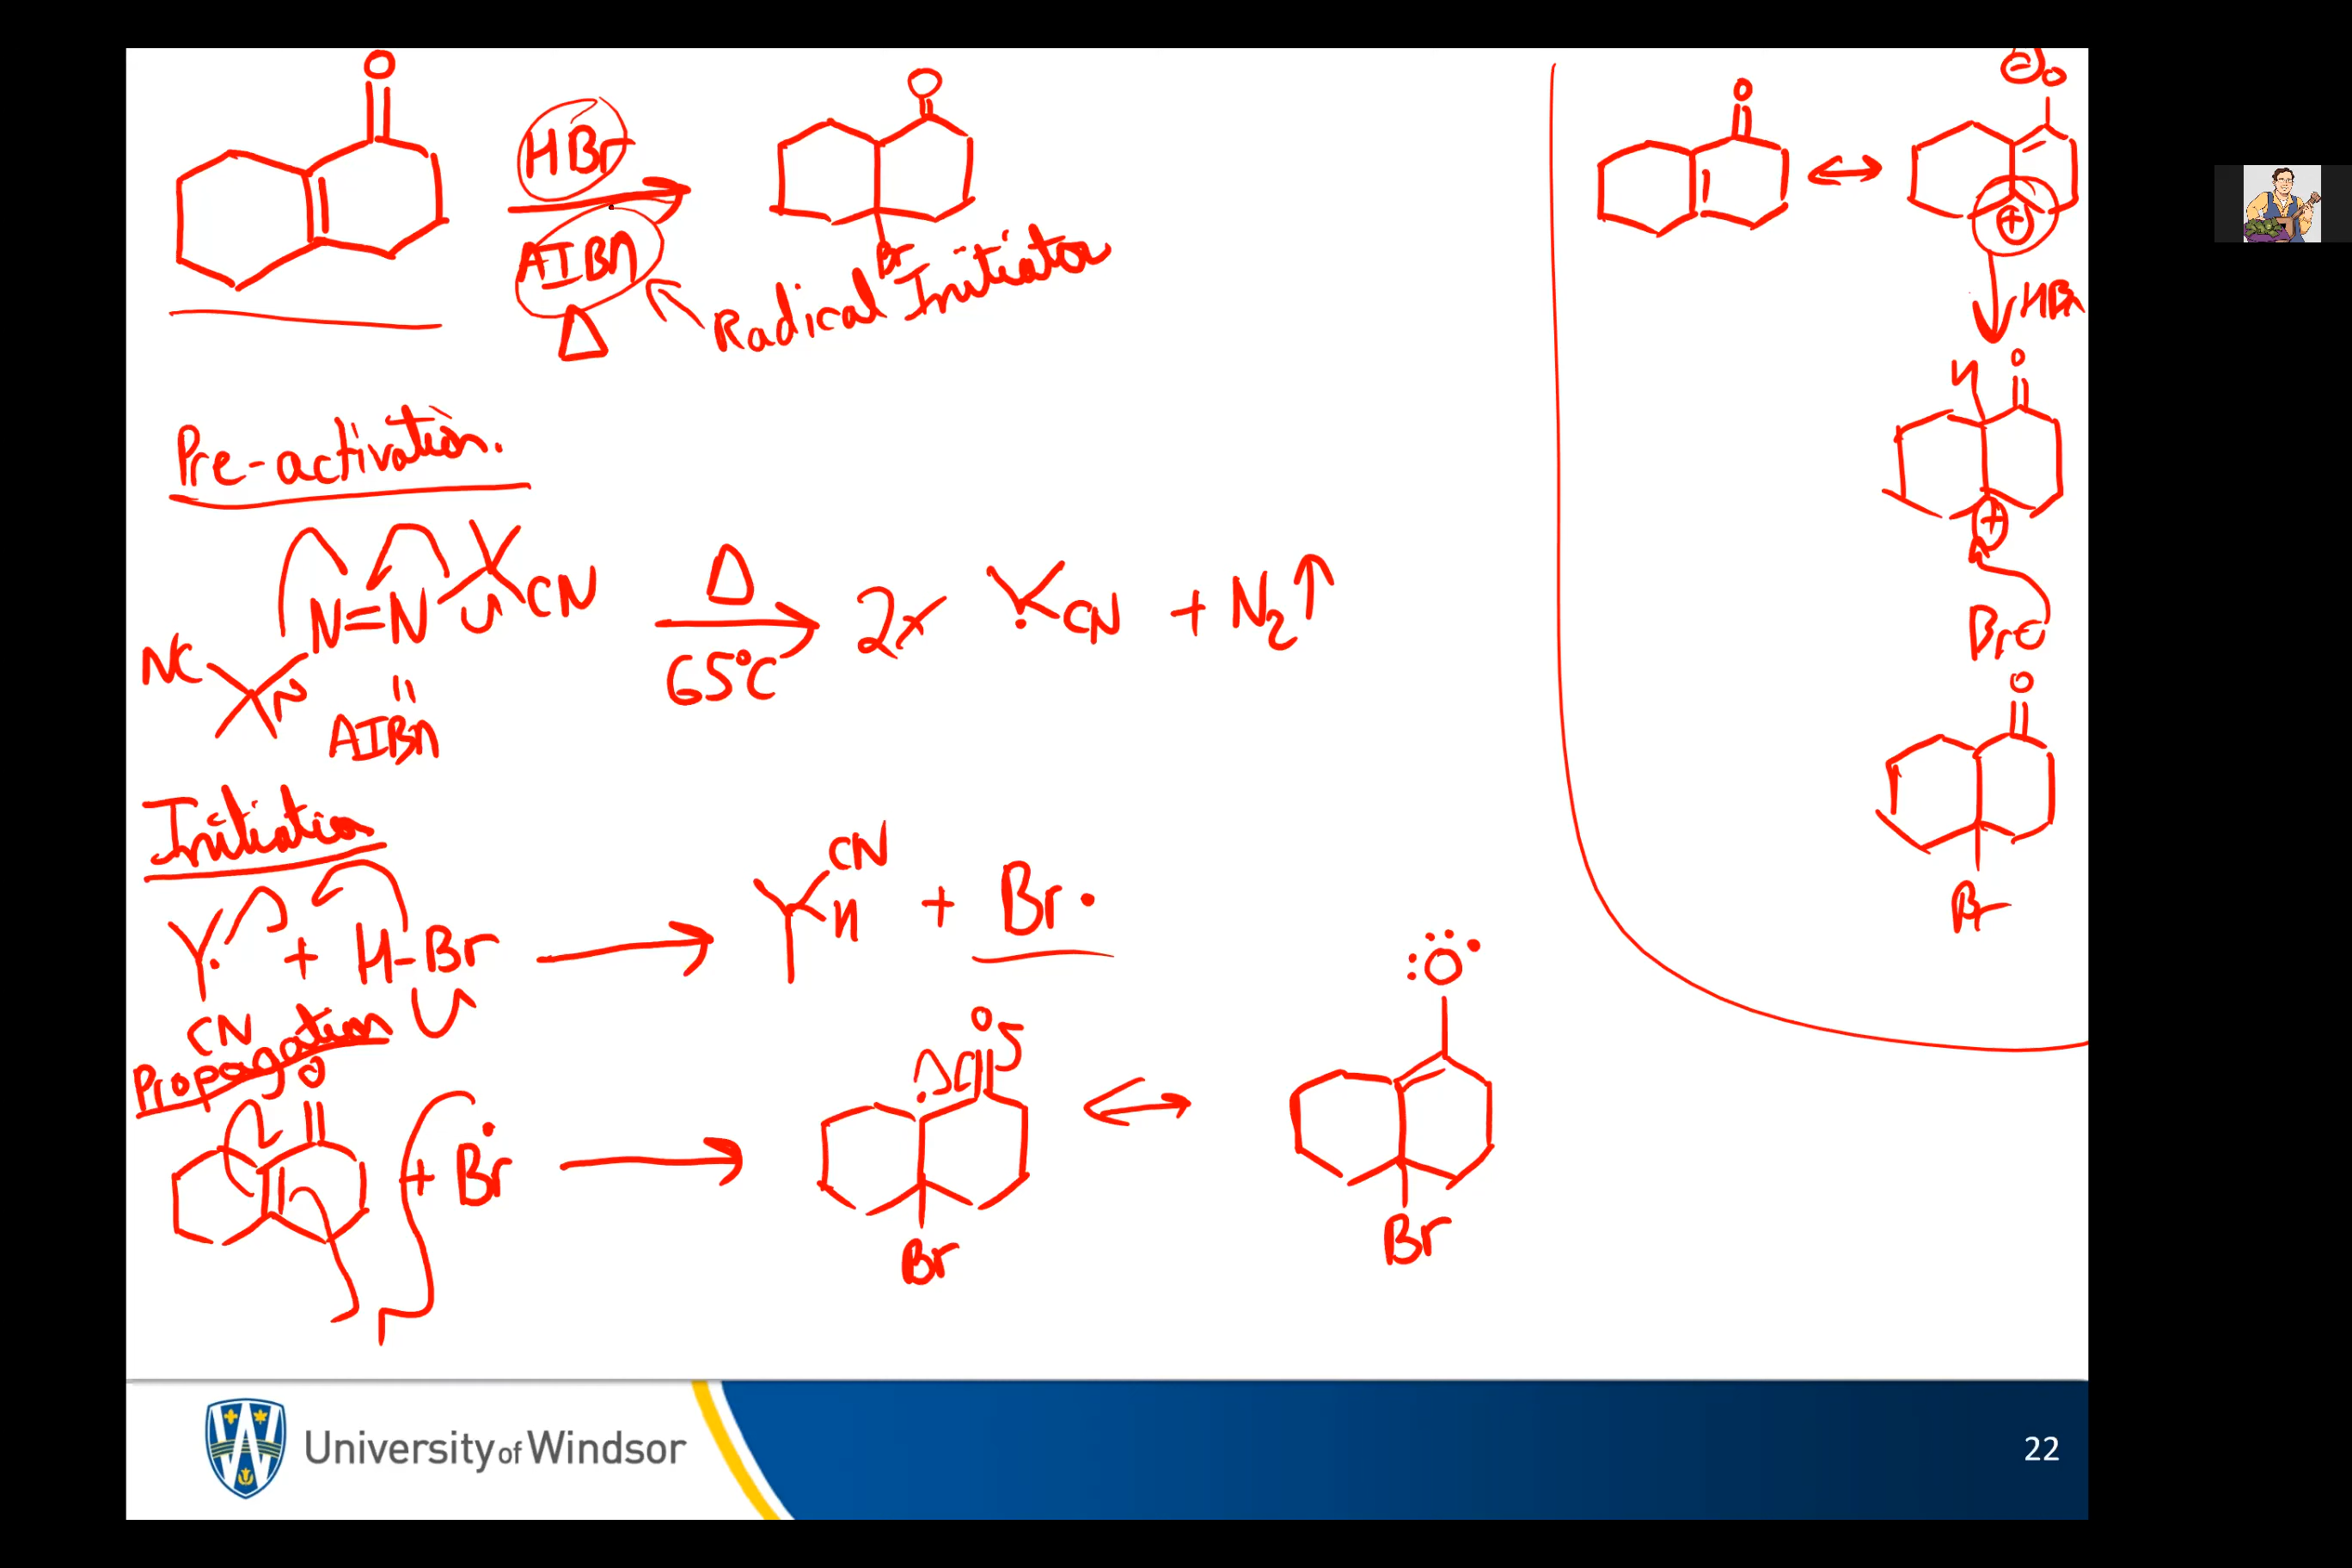 O
HBr
AIBN
Δ
O
Br
Radical Initiator
Pre-activation.
NC
N=N
CN
AIBN
Δ
65°C
2x
CN
+ N2↑
Initiation
CN
+ H-Br
CN
H
+ Br•
Propagation
O
+ Br•
O
Br
:O:
Br
O
⊖O
⊕
HBr
H
O
⊕
Br⊖
O
Br
University of Windsor
22